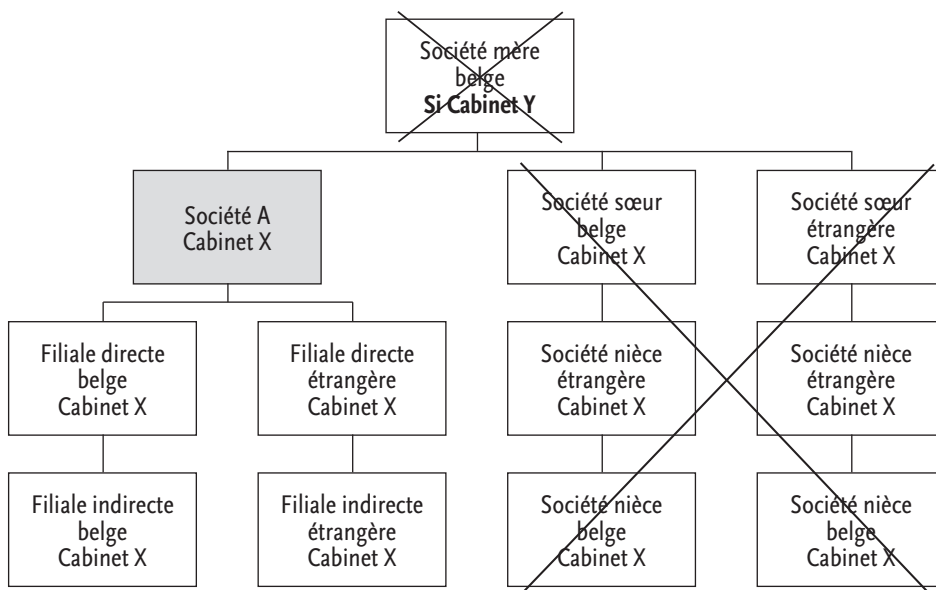 Société mère
belge
Si Cabinet Y
Société A
Cabinet X
Société sœur
belge
Cabinet X
Société sœur
étrangère
Cabinet X
Filiale directe
belge
Cabinet X
Filiale directe
étrangère
Cabinet X
Société nièce
étrangère
Cabinet X
Société nièce
étrangère
Cabinet X
Filiale indirecte
belge
Cabinet X
Filiale indirecte
étrangère
Cabinet X
Société nièce
belge
Cabinet X
Société nièce
belge
Cabinet X